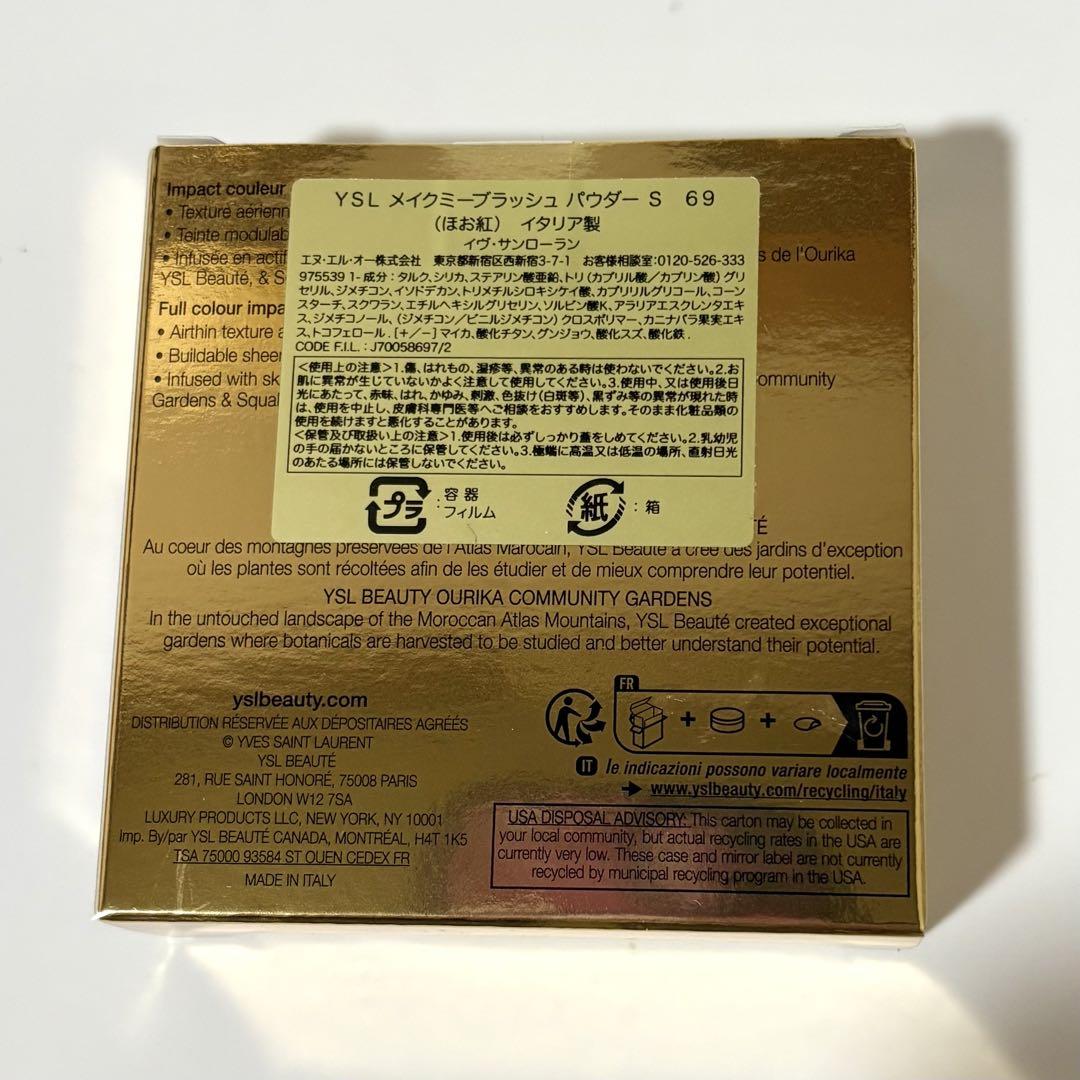 Impact couleur
• Texture aérienn
• Teinte modulab
• Infusée en actif
s de l'Ourika
YSL Beauté, & S
Full colour impa
• Airthin texture a
• Buildable sheer
• Infused with sk
ommunity
Gardens & Squal
YSL メイクミーブラッシュ パウダー S 69
（ほお紅） イタリア製
イヴ・サンローラン
エヌ・エル・オー株式会社 東京都新宿区西新宿3-7-1 お客様相談室:0120-526-333
975539 1-成分：タルク、シリカ、ステアリン酸亜鉛、トリ（カプリル酸／カプリン酸）グリ
セリル、ジメチコン、イソドデカン、トリメチルシロキシケイ酸、カプリリルグリコール、コーン
スターチ、スクワラン、エチルヘキシルグリセリン、ソルビン酸K、アラリアエスクレンタエキ
ス、ジメチコノール、（ジメチコン／ビニルジメチコン）クロスポリマー、カニナバラ果実エキ
ス、トコフェロール．［＋／－］マイカ、酸化チタン、グンジョウ、酸化スズ、酸化鉄．
CODE F.I.L. : J70058697/2
＜使用上の注意＞1.傷、はれもの、湿疹等、異常のある時は使わないでください。2.お
肌に異常が生じていないかよく注意して使用してください。3.使用中、又は使用後日
光にあたって、赤味、はれ、かゆみ、刺激、色抜け(白斑等)、黒ずみ等の異常が現れた時
は、使用を中止し、皮膚科専門医等へご相談をおすすめします。そのまま化粧品類の
使用を続けますと悪化することがあります。
＜保管及び取扱い上の注意＞1.使用後は必ずしっかり蓋をしめてください。2.乳幼児
の手の届かないところに保管してください。3.極端に高温又は低温の場所、直射日光
のあたる場所には保管しないでください。
プラ : 容器
フィルム
紙 : 箱
TÉ
Au coeur des montagnes préservées de l'Atlas Marocain, YSL Beauté a créé des jardins d'exception
où les plantes sont récoltées afin de les étudier et de mieux comprendre leur potentiel.
YSL BEAUTY OURIKA COMMUNITY GARDENS
In the untouched landscape of the Moroccan Atlas Mountains, YSL Beauté created exceptional
gardens where botanicals are harvested to be studied and better understand their potential.
yslbeauty.com
DISTRIBUTION RÉSERVÉE AUX DÉPOSITAIRES AGRÉÉS
© YVES SAINT LAURENT
YSL BEAUTÉ
281, RUE SAINT HONORÉ, 75008 PARIS
LONDON W12 7SA
LUXURY PRODUCTS LLC, NEW YORK, NY 10001
Imp. By/par YSL BEAUTÉ CANADA, MONTRÉAL, H4T 1K5
TSA 75000 93584 ST OUEN CEDEX FR
MADE IN ITALY
FR
+ +
IT le indicazioni possono variare localmente
→ www.yslbeauty.com/recycling/italy
USA DISPOSAL ADVISORY: This carton may be collected in
your local community, but actual recycling rates in the USA are
currently very low. These case and mirror label are not currently
recycled by municipal recycling program in the USA.